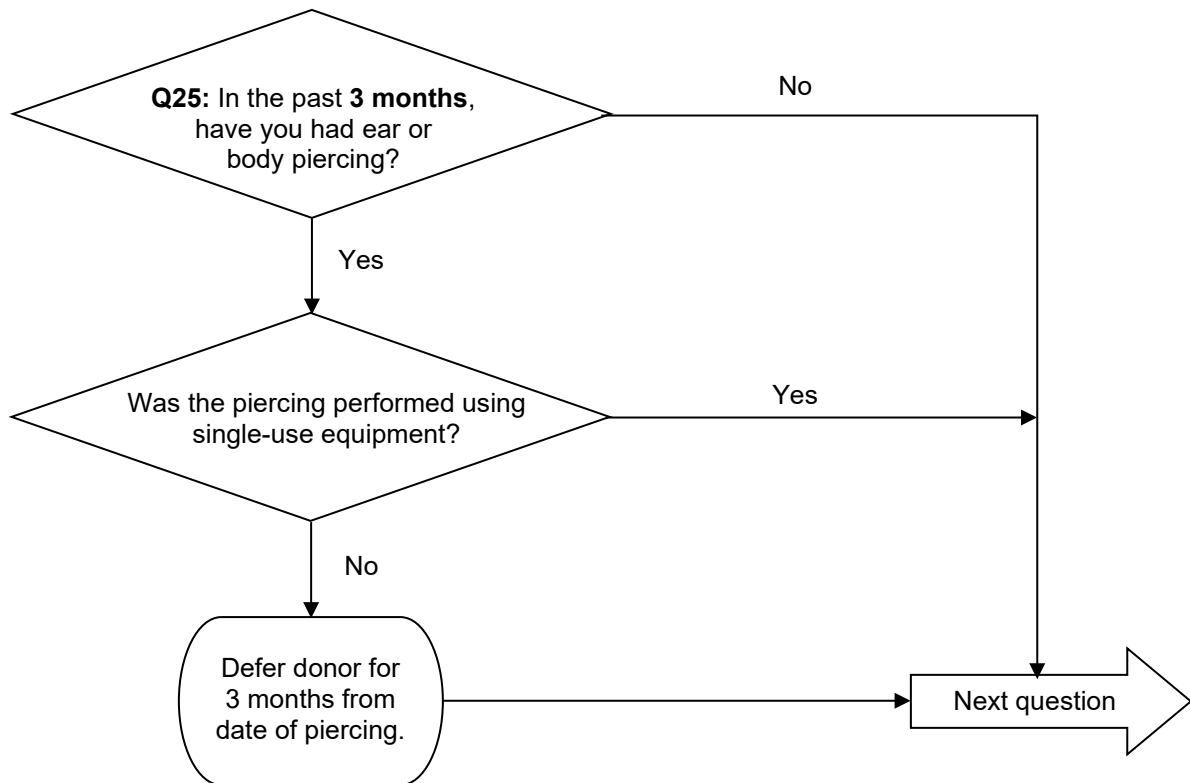 Q25: In the past 3 months,
have you had ear or
body piercing?
No
Yes
Was the piercing performed using
single-use equipment?
Yes
No
Defer donor for
3 months from
date of piercing.
Next question